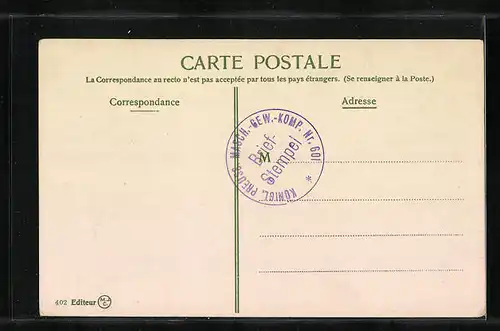 CARTE POSTALE
La Correspondance au recto n'est pas acceptée par tous les pays étrangers. (Se renseigner à la Poste.)
Correspondance
Adresse
M
KÖNIGL. PREUSS. MASCH.-GEW.-KOMP. Nr. 601 *
Brief-
Stempel
402 Editeur